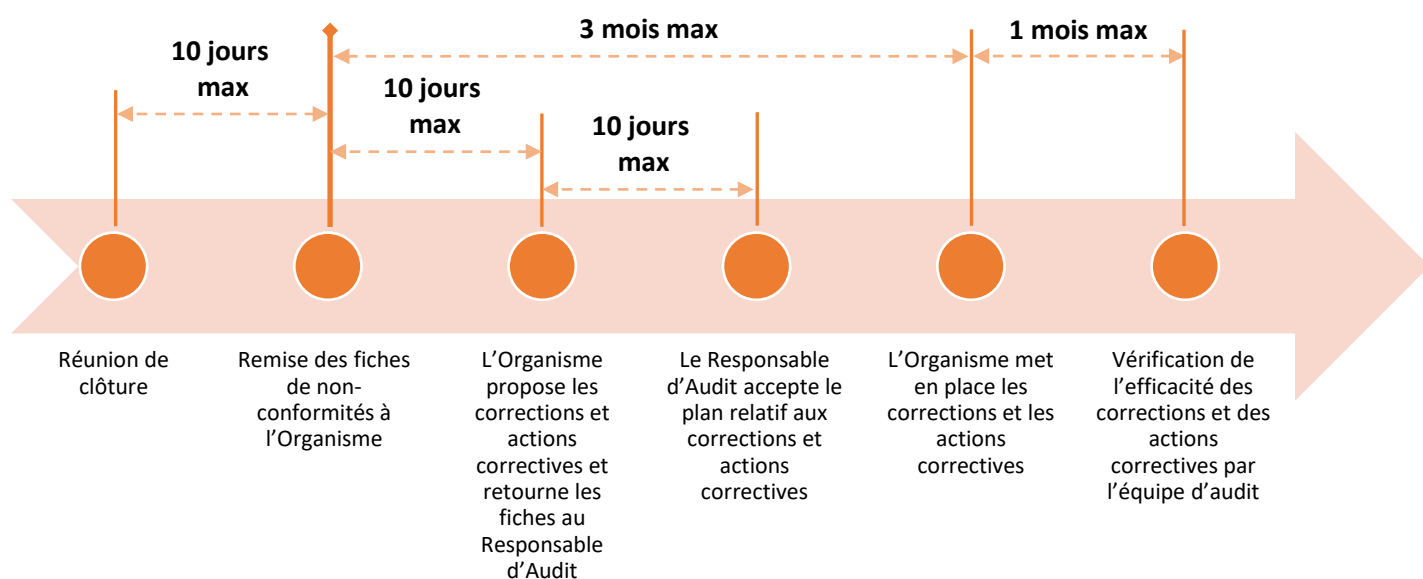 3 mois max
1 mois max
10 jours
max
10 jours
max
10 jours
max
Réunion de
clôture
Remise des fiches
de non-
conformités à
l’Organisme
L’Organisme
propose les
corrections et
actions
correctives et
retourne les
fiches au
Responsable
d’Audit
Le Responsable
d’Audit accepte le
plan relatif aux
corrections et
actions
correctives
L’Organisme met
en place les
corrections et les
actions
correctives
Vérification de
l’efficacité des
corrections et des
actions
correctives par
l’équipe d’audit